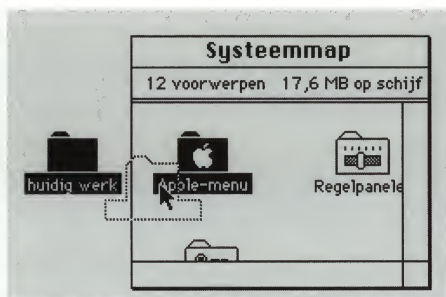 Systeemmap
12 voorwerpen 17,6 MB op schijf
huidig werk Apple-menu Regelpanele